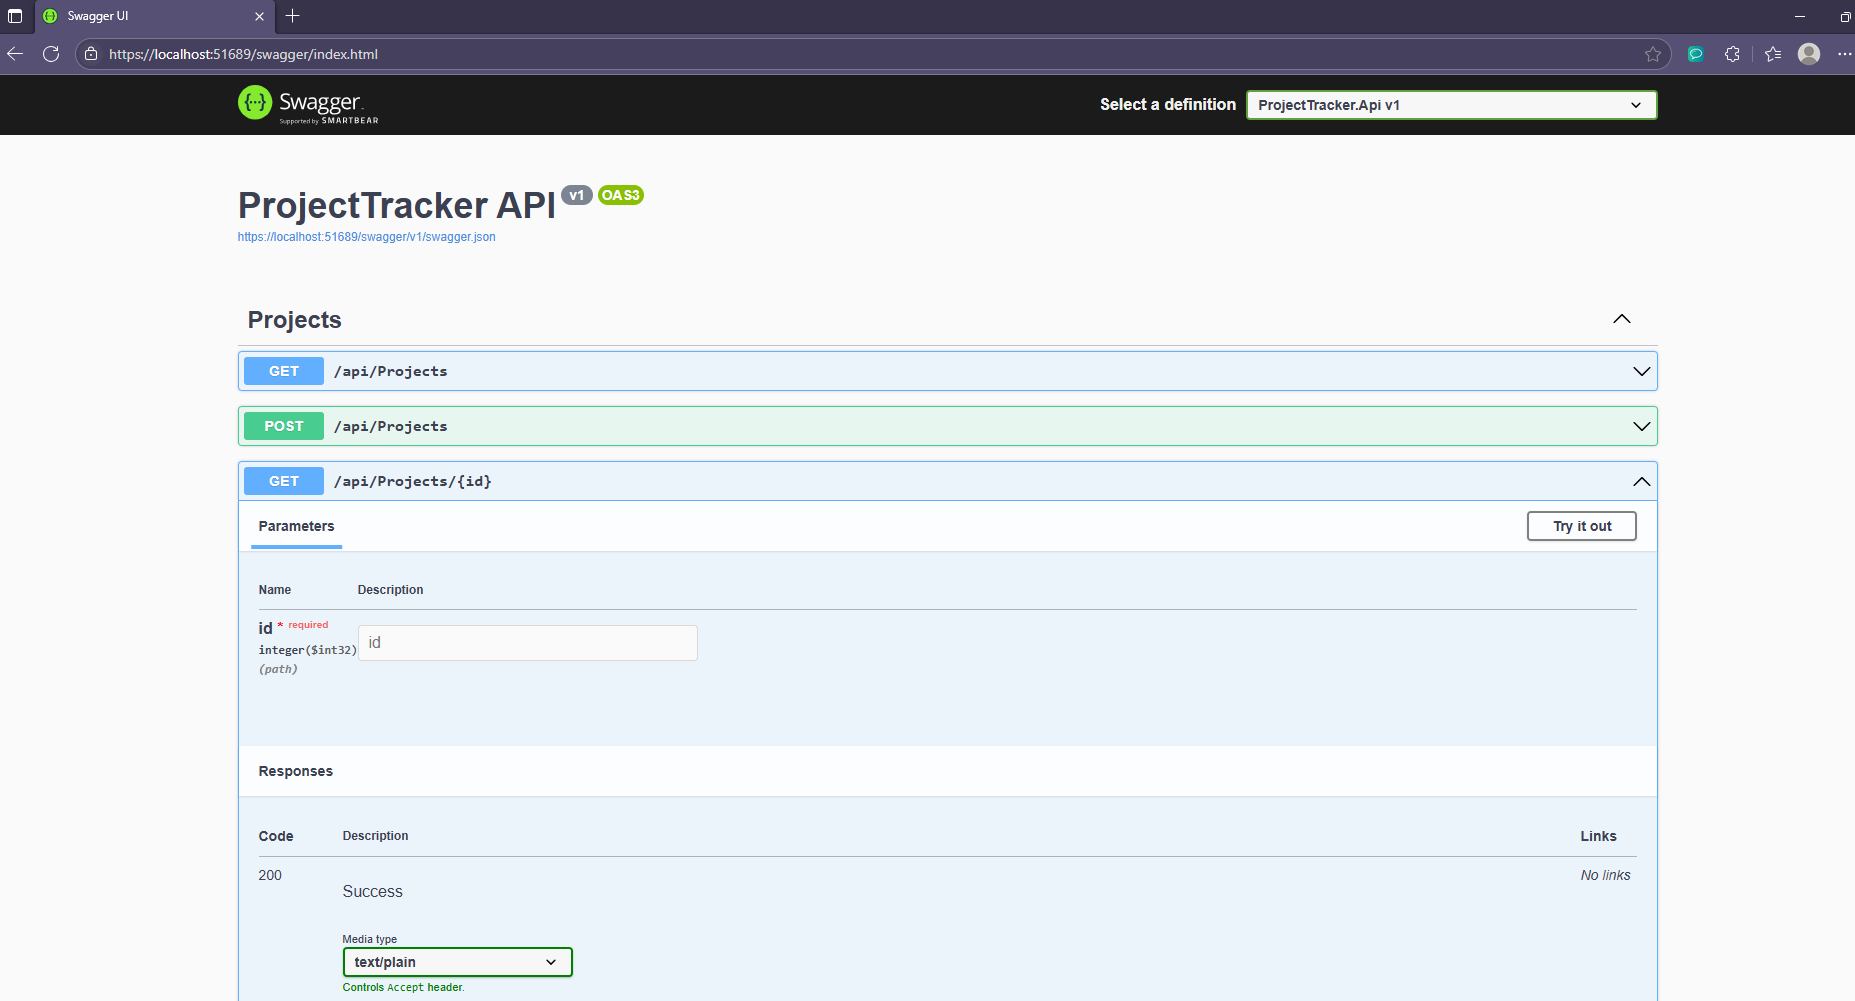 Swagger UI
https://localhost:51689/swagger/index.html
Swagger
Supported by SMARTBEAR
Select a definition
ProjectTracker.Api v1
ProjectTracker API v1 OAS3
https://localhost:51689/swagger/v1/swagger.json
Projects
GET /api/Projects
POST /api/Projects
GET /api/Projects/{id}
Parameters
Try it out
Name Description
id * required
integer($int32)
(path)
id
Responses
Code Description Links
200
Success
No links
Media type
text/plain
Controls Accept header.